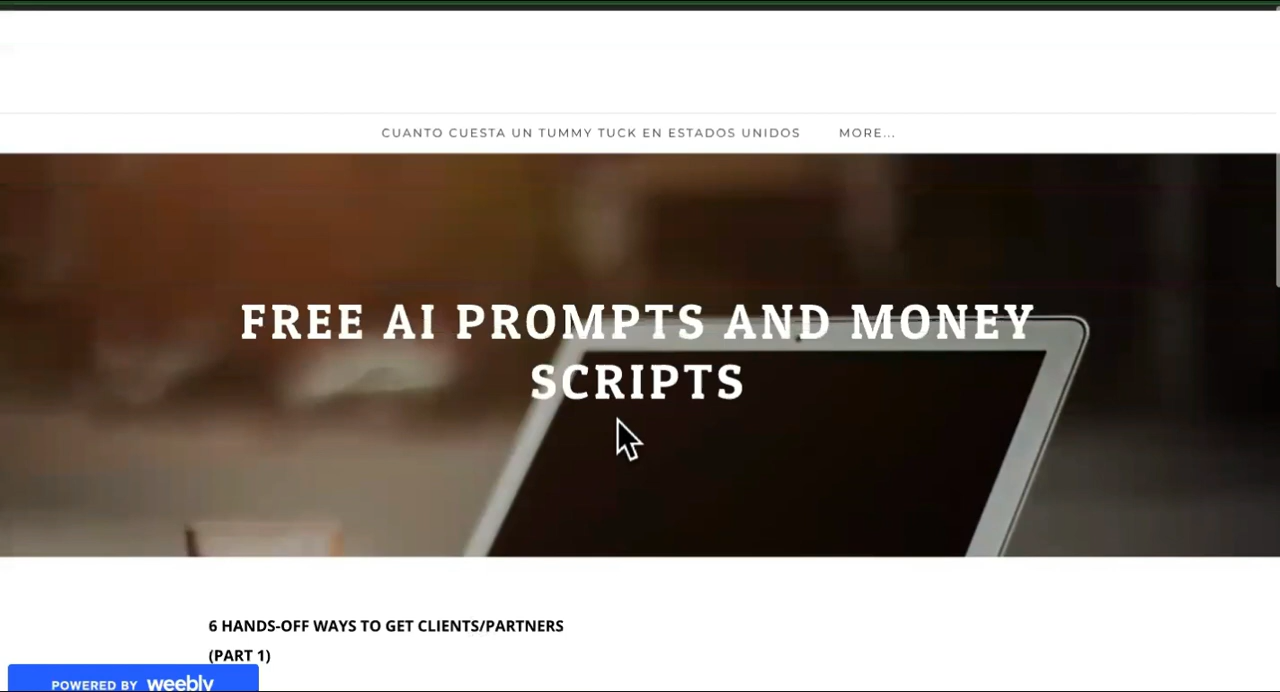 CUANTO CUESTA UN TUMMY TUCK EN ESTADOS UNIDOS MORE...
FREE AI PROMPTS AND MONEY
SCRIPTS
6 HANDS-OFF WAYS TO GET CLIENTS/PARTNERS
(PART 1)
POWERED BY weebly